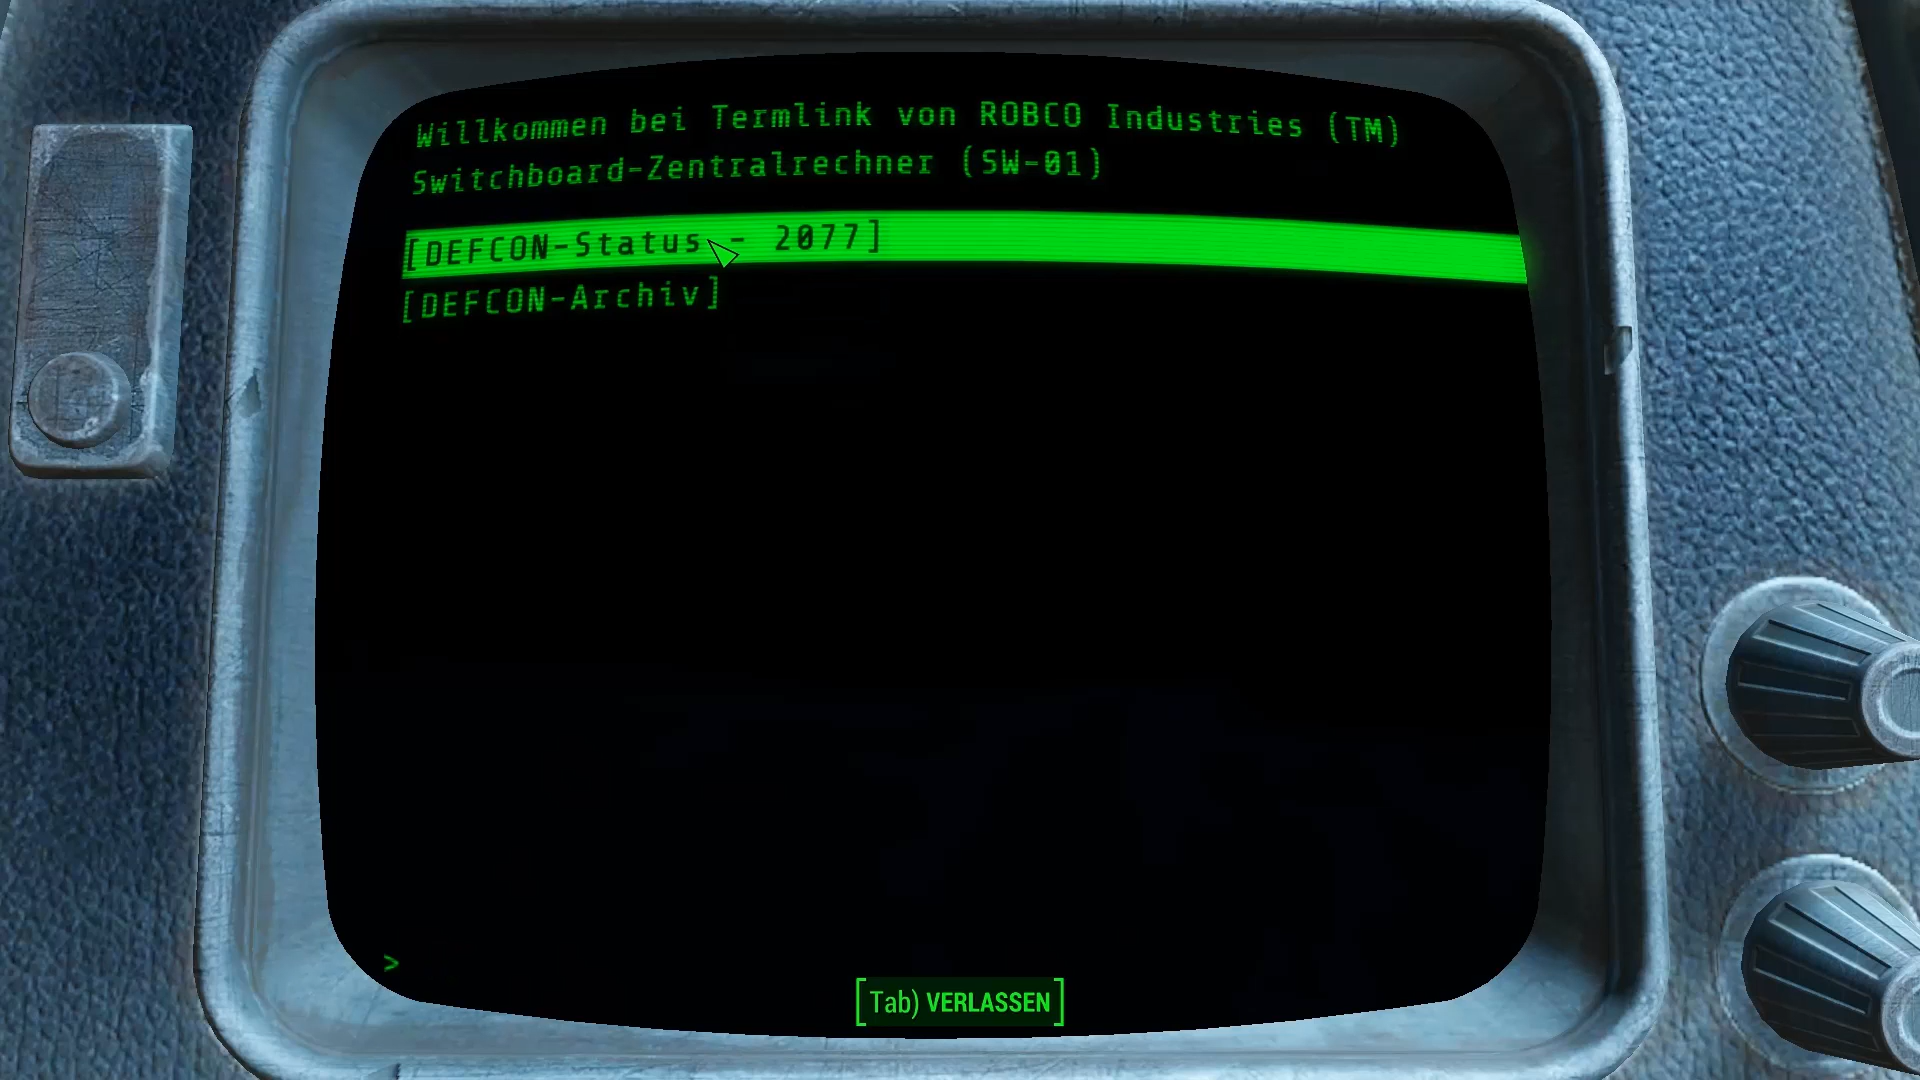 Willkommen bei Termlink von ROBCO Industries (TM)
Switchboard-Zentralrechner (SW-01)
[DEFCON-Status - 2077]
[DEFCON-Archiv]
>
Tab) VERLASSEN